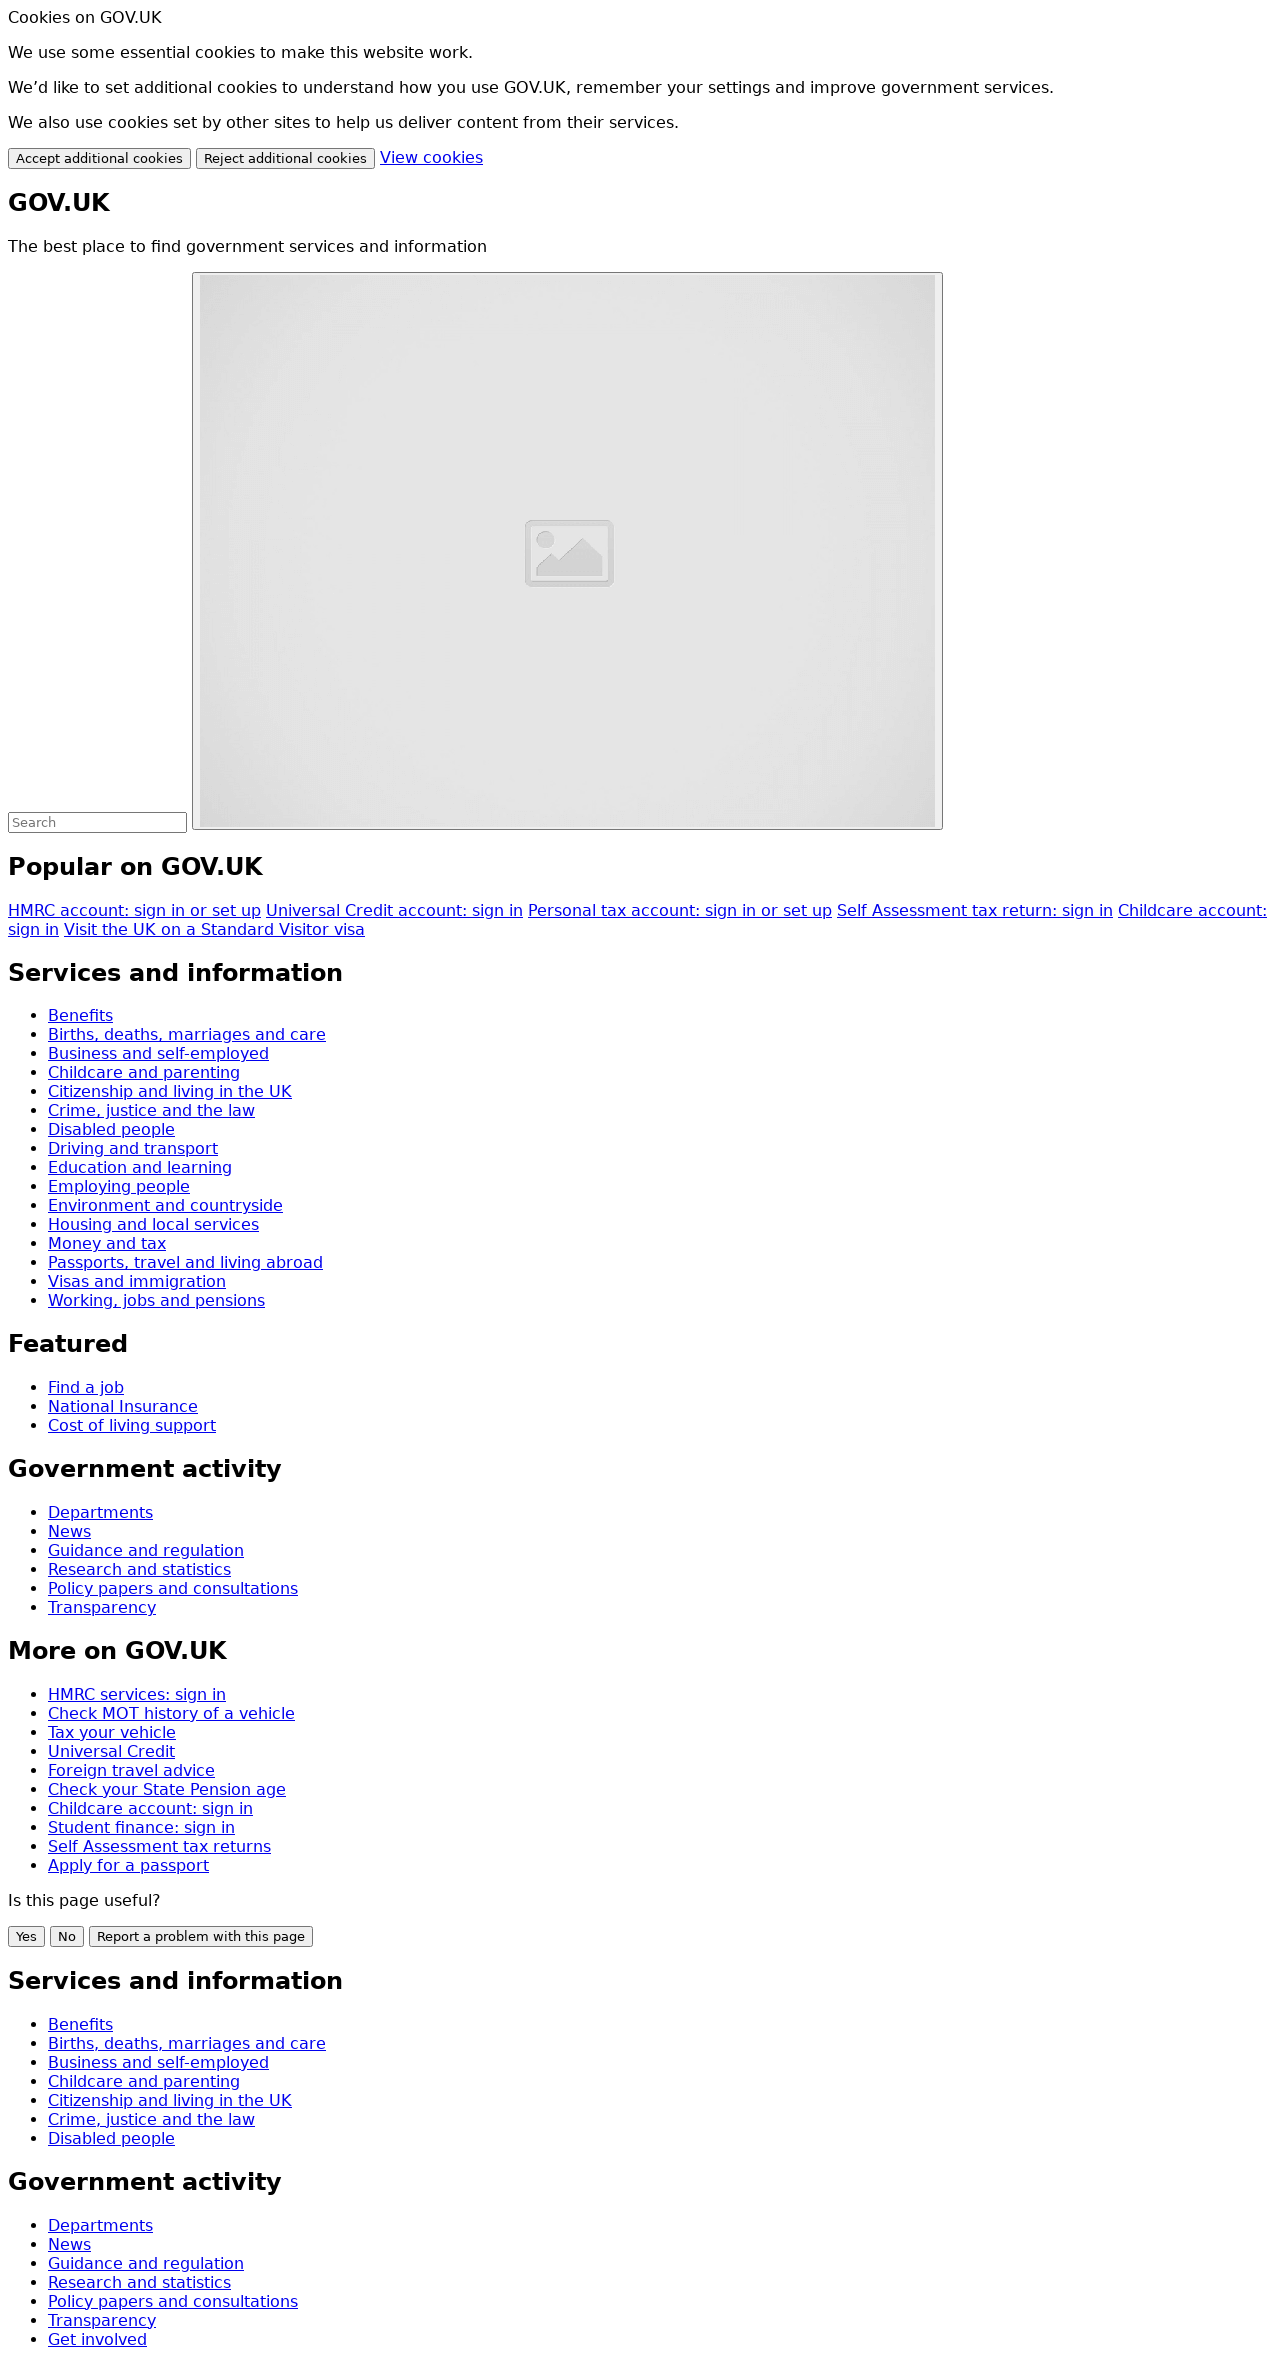 Cookies on GOV.UK
We use some essential cookies to make this website work.
We’d like to set additional cookies to understand how you use GOV.UK, remember your settings and improve government services.
We also use cookies set by other sites to help us deliver content from their services.
Accept additional cookies Reject additional cookies View cookies
GOV.UK
The best place to find government services and information
Search
Popular on GOV.UK
HMRC account: sign in or set up Universal Credit account: sign in Personal tax account: sign in or set up Self Assessment tax return: sign in Childcare account:
sign in Visit the UK on a Standard Visitor visa
Services and information
Benefits
Births, deaths, marriages and care
Business and self-employed
Childcare and parenting
Citizenship and living in the UK
Crime, justice and the law
Disabled people
Driving and transport
Education and learning
Employing people
Environment and countryside
Housing and local services
Money and tax
Passports, travel and living abroad
Visas and immigration
Working, jobs and pensions
Featured
Find a job
National Insurance
Cost of living support
Government activity
Departments
News
Guidance and regulation
Research and statistics
Policy papers and consultations
Transparency
More on GOV.UK
HMRC services: sign in
Check MOT history of a vehicle
Tax your vehicle
Universal Credit
Foreign travel advice
Check your State Pension age
Childcare account: sign in
Student finance: sign in
Self Assessment tax returns
Apply for a passport
Is this page useful?
Yes No Report a problem with this page
Services and information
Benefits
Births, deaths, marriages and care
Business and self-employed
Childcare and parenting
Citizenship and living in the UK
Crime, justice and the law
Disabled people
Government activity
Departments
News
Guidance and regulation
Research and statistics
Policy papers and consultations
Transparency
Get involved